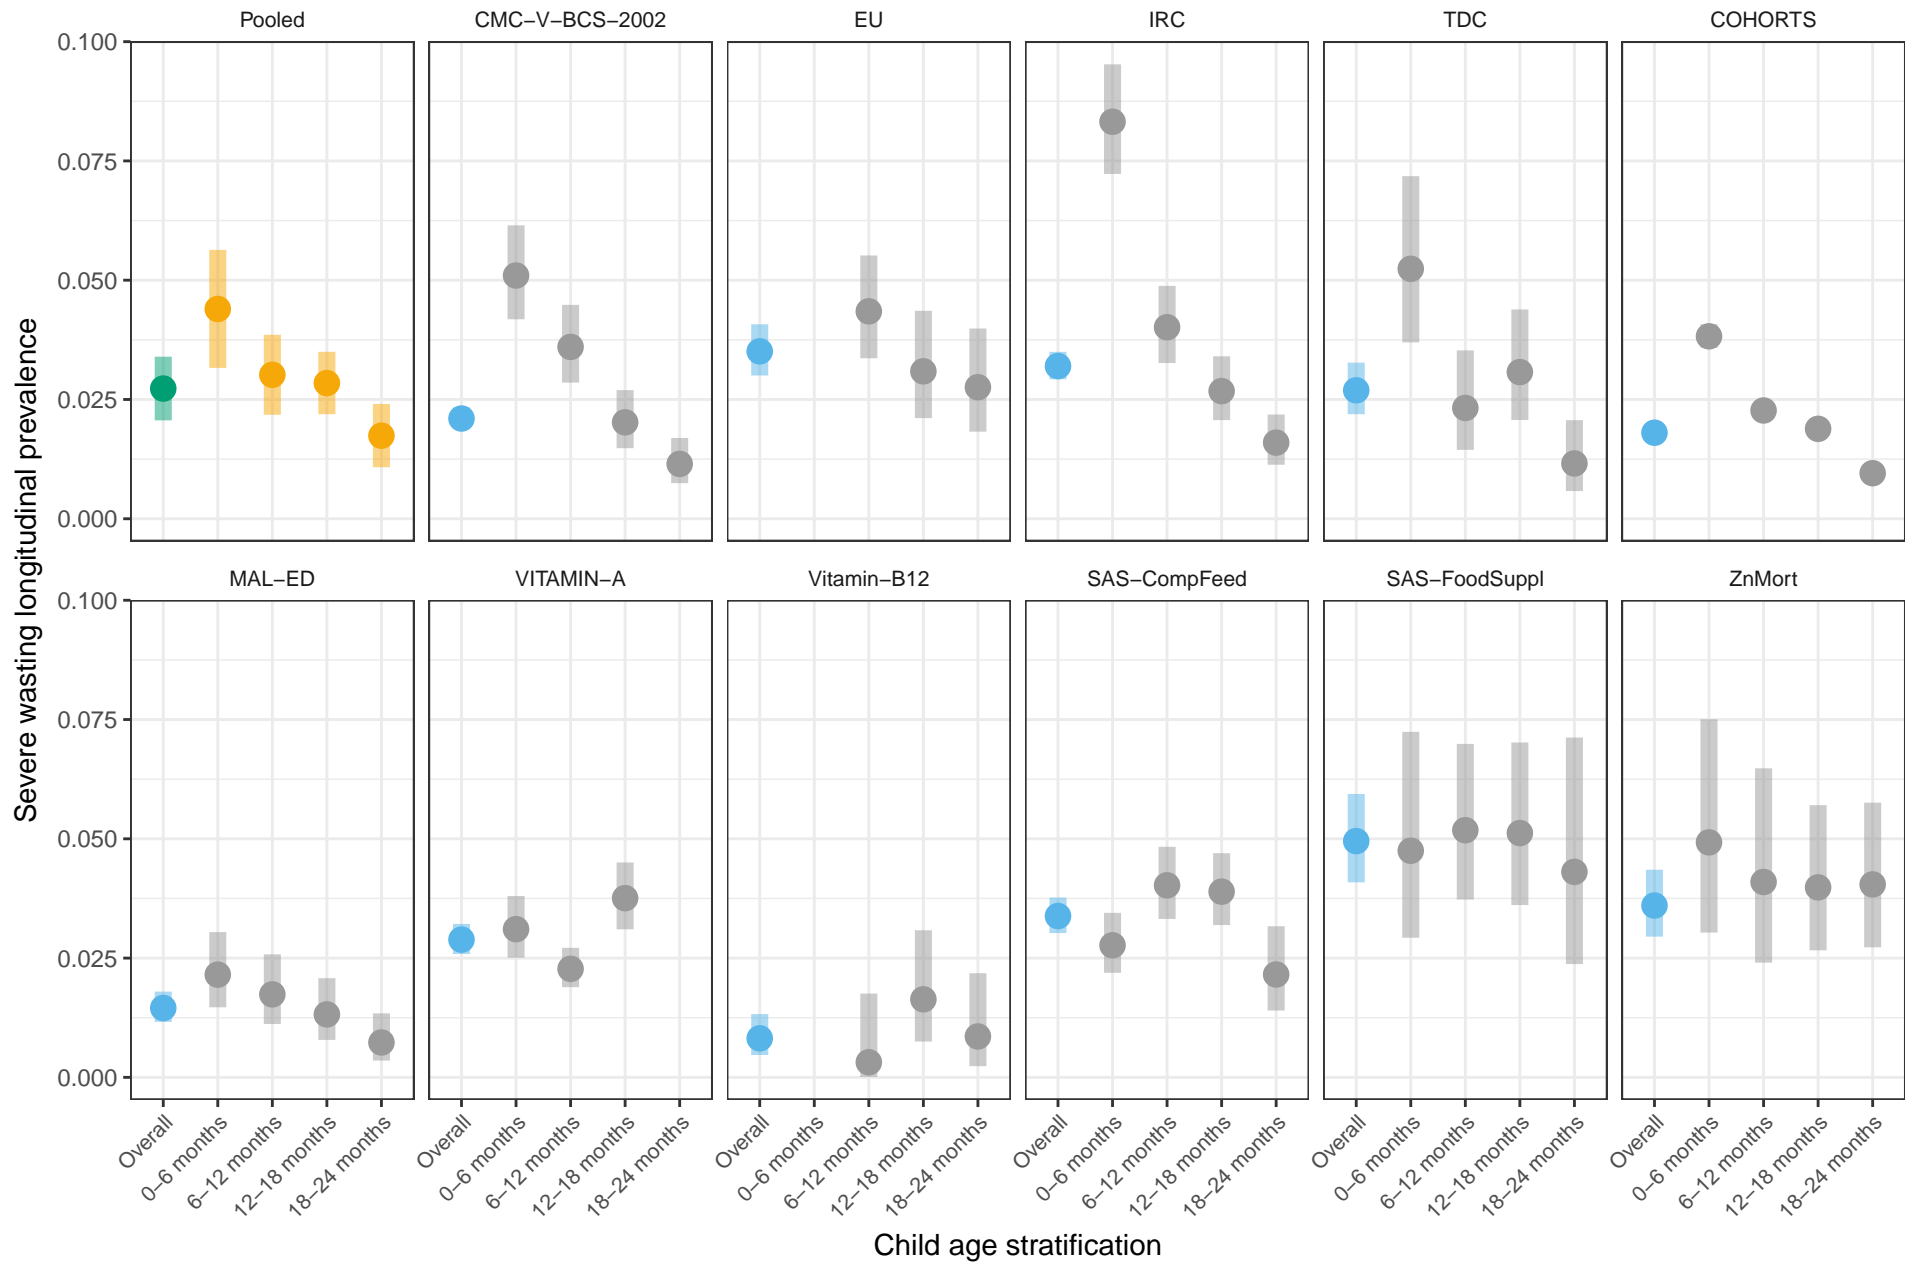 Pooled
CMC−V−BCS−2002
EU
IRC
TDC
COHORTS
0.100
0.075
0.050
0.025
0.000
MAL−ED
VITAMIN−A
Vitamin−B12
SAS−CompFeed
SAS−FoodSuppl
ZnMort
0.100
0.075
0.050
0.025
0.000
Severe wasting longitudinal prevalence
Overall
0−6 months
6−12 months
12−18 months
18−24 months
Overall
0−6 months
6−12 months
12−18 months
18−24 months
Overall
0−6 months
6−12 months
12−18 months
18−24 months
Overall
0−6 months
6−12 months
12−18 months
18−24 months
Overall
0−6 months
6−12 months
12−18 months
18−24 months
Overall
0−6 months
6−12 months
12−18 months
18−24 months
Child age stratification